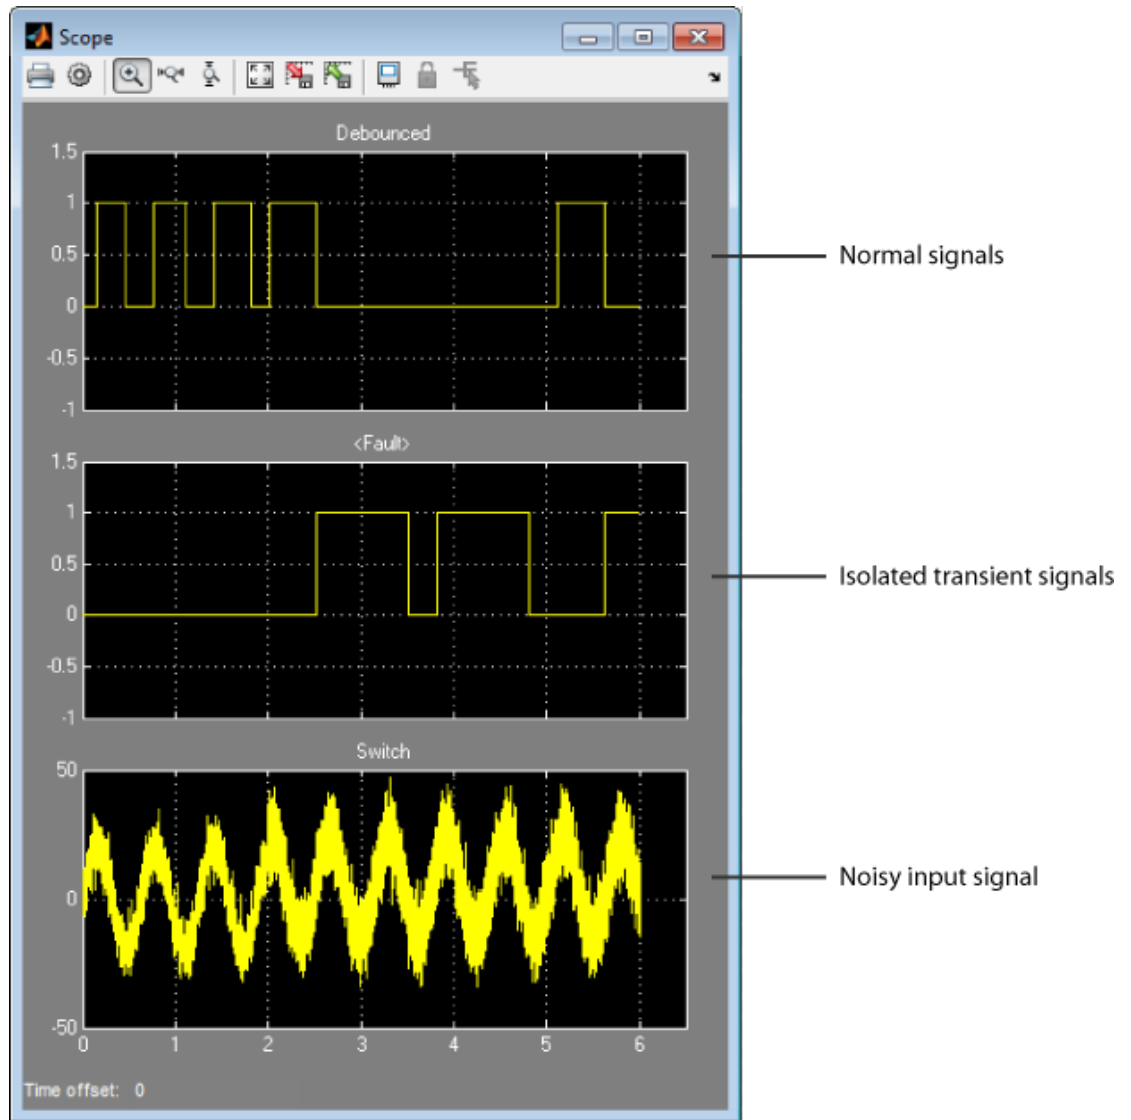 Scope
Debounced
1.5
1
0.5
0
-0.5
-1
Normal signals
<Fault>
1.5
1
0.5
0
-0.5
-1
Isolated transient signals
Switch
50
0
-50
Noisy input signal
0 1 2 3 4 5 6
Time offset: 0